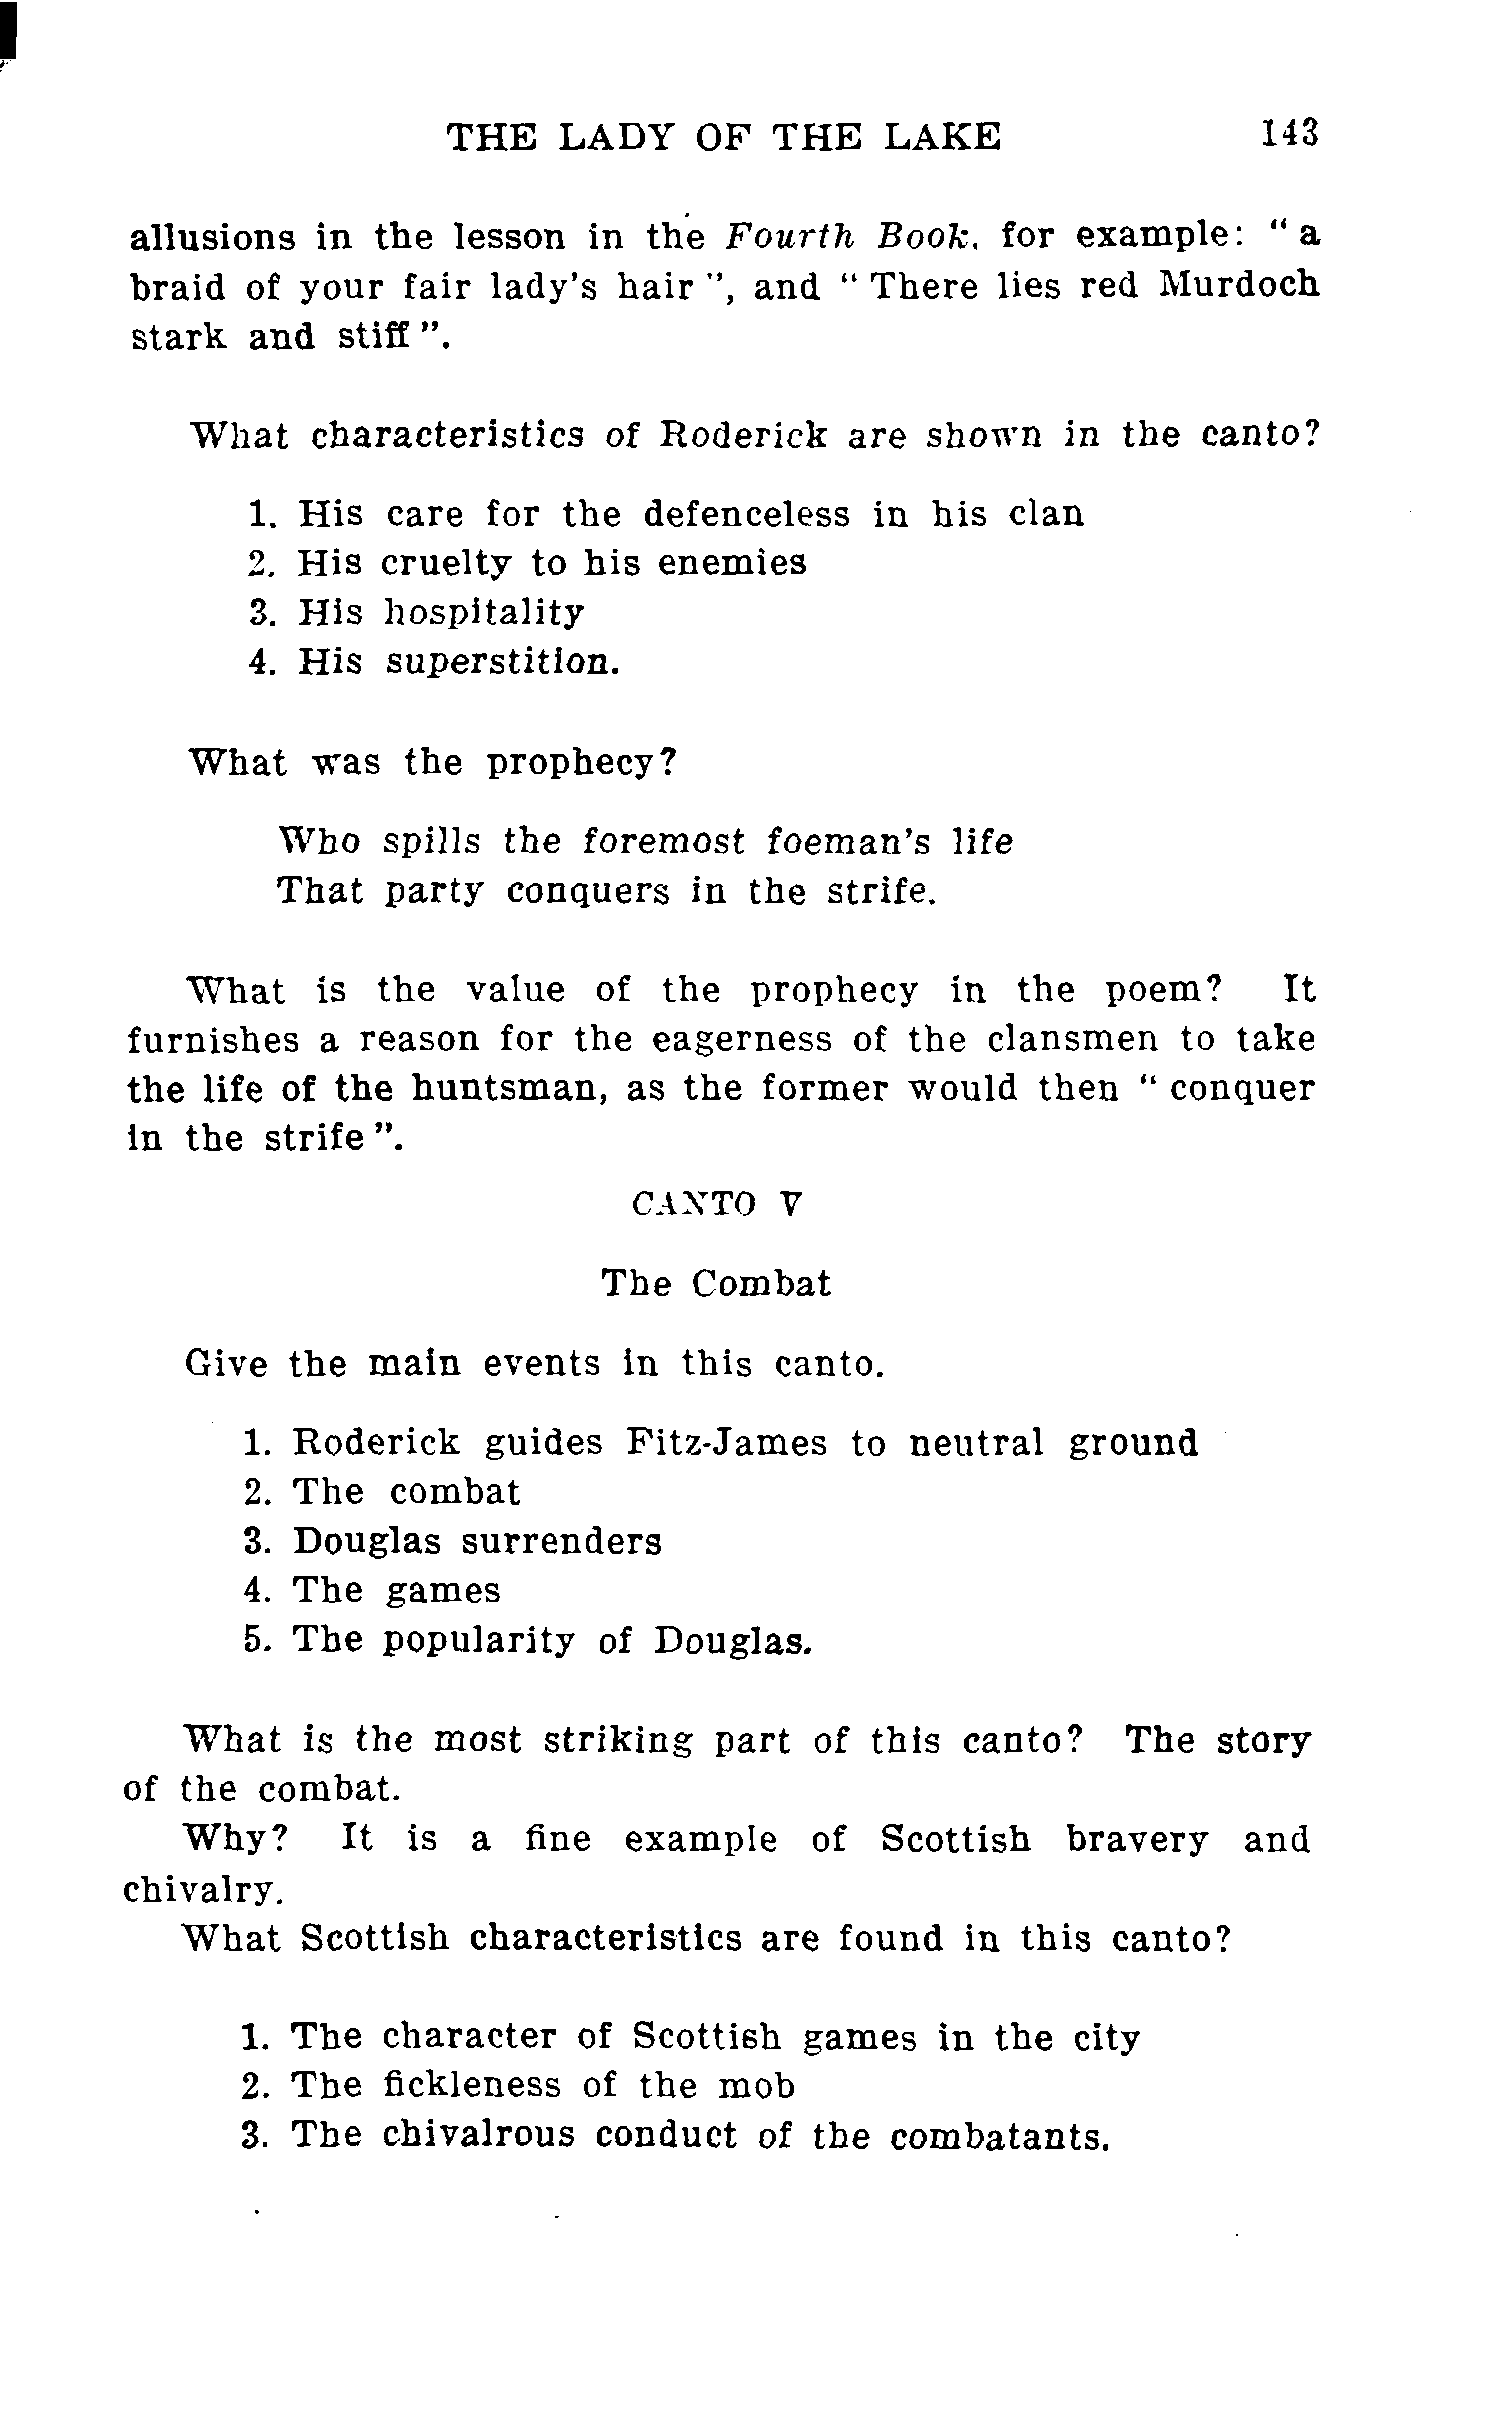 THE LADY OF THE LAKE 143
allusions in the lesson in the Fourth Book, for example: “ a
braid of your fair lady's hair ”, and “ There lies red Murdoch
stark and stiff ”.
What characteristics of Roderick are shown in the canto?
1. His care for the defenceless in his clan
2. His cruelty to his enemies
3. His hospitality
4. His superstition.
What was the prophecy?
Who spills the foremost foeman's life
That party conquers in the strife.
What is the value of the prophecy in the poem? It
furnishes a reason for the eagerness of the clansmen to take
the life of the huntsman, as the former would then “ conquer
in the strife ”.
CANTO V
The Combat
Give the main events in this canto.
1. Roderick guides Fitz-James to neutral ground
2. The combat
3. Douglas surrenders
4. The games
5. The popularity of Douglas.
What is the most striking part of this canto? The story
of the combat.
Why? It is a fine example of Scottish bravery and
chivalry.
What Scottish characteristics are found in this canto?
1. The character of Scottish games in the city
2. The fickleness of the mob
3. The chivalrous conduct of the combatants.